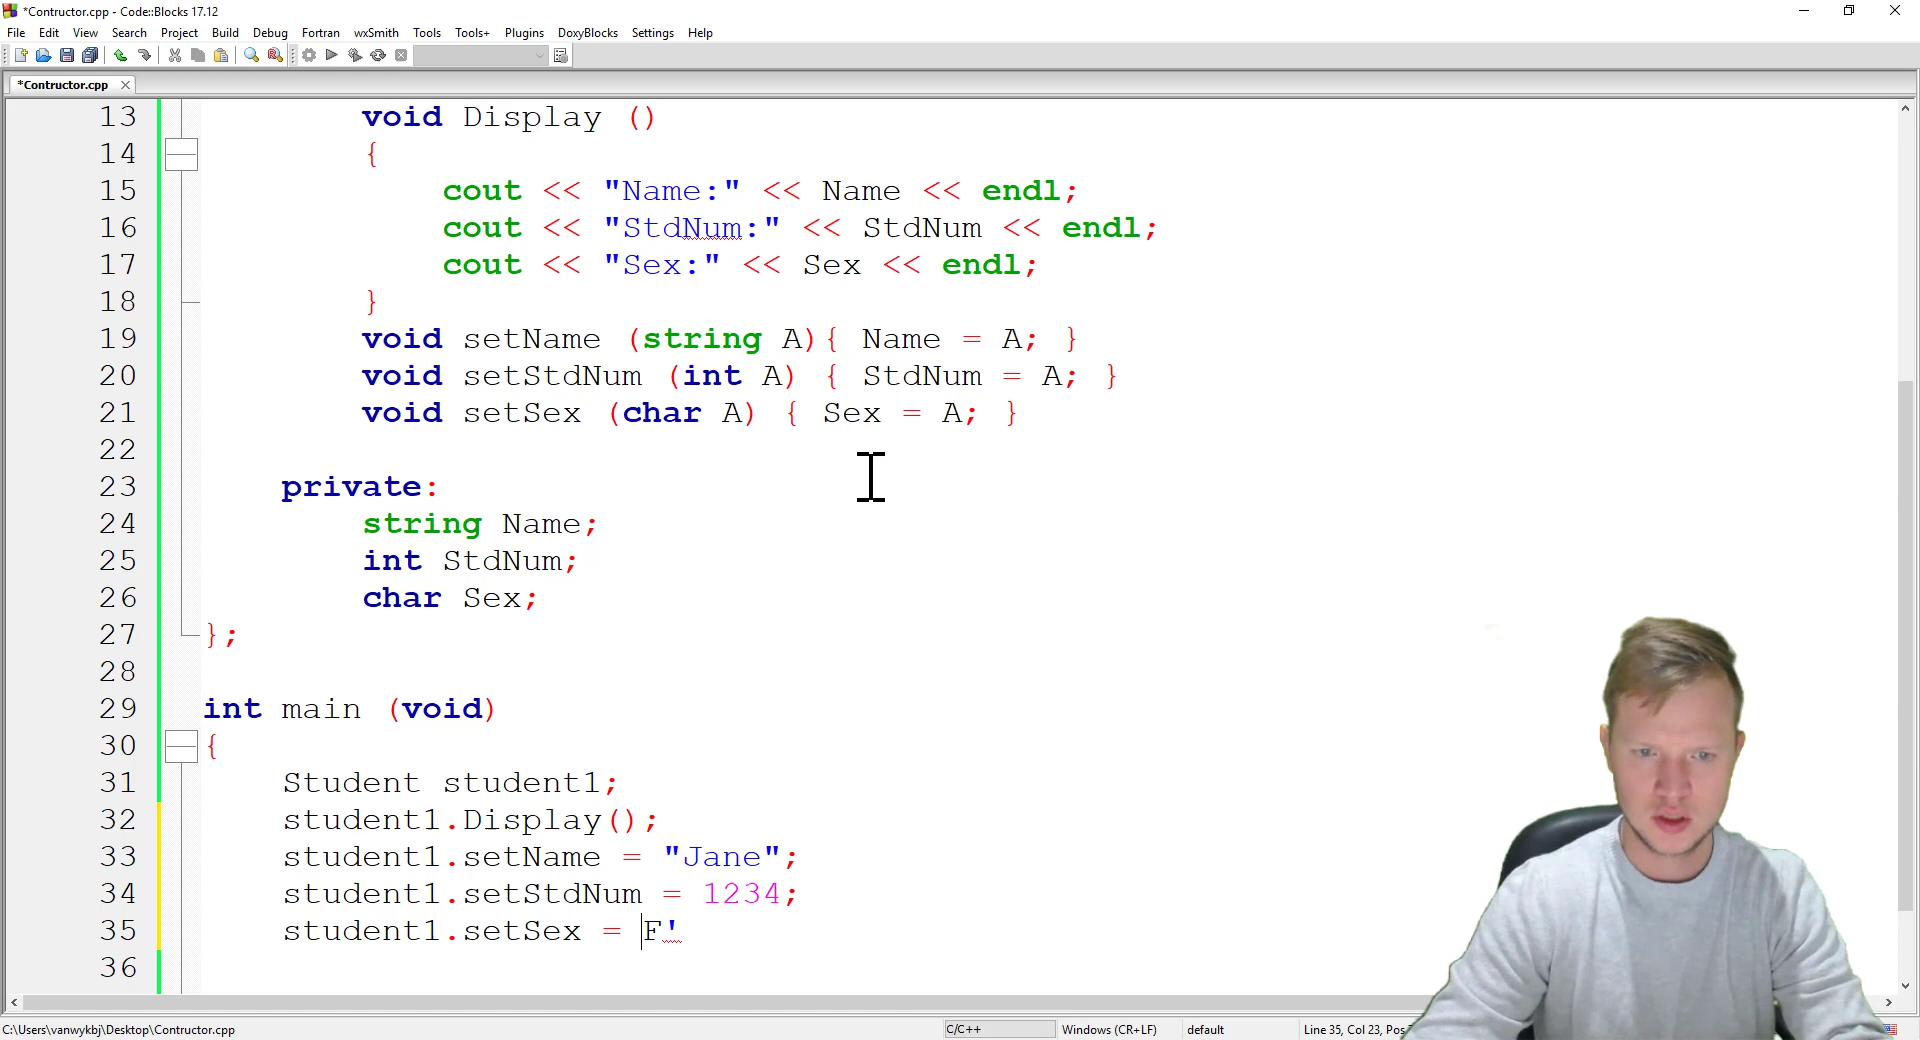 *Contructor.cpp - Code::Blocks 17.12
File Edit View Search Project Build Debug Fortran wxSmith Tools Tools+ Plugins DoxyBlocks Settings Help
*Contructor.cpp
13 void Display ()
14 {
15 cout << "Name:" << Name << endl;
16 cout << "StdNum:" << StdNum << endl;
17 cout << "Sex:" << Sex << endl;
18 }
19 void setName (string A){ Name = A; }
20 void setStdNum (int A) { StdNum = A; }
21 void setSex (char A) { Sex = A; }
22
23 private:
24 string Name;
25 int StdNum;
26 char Sex;
27 };
28
29 int main (void)
30 {
31 Student student1;
32 student1.Display();
33 student1.setName = "Jane";
34 student1.setStdNum = 1234;
35 student1.setSex = F'
36
C:\Users\vanwykbj\Desktop\Contructor.cpp C/C++ Windows (CR+LF) default Line 35, Col 23, Pos